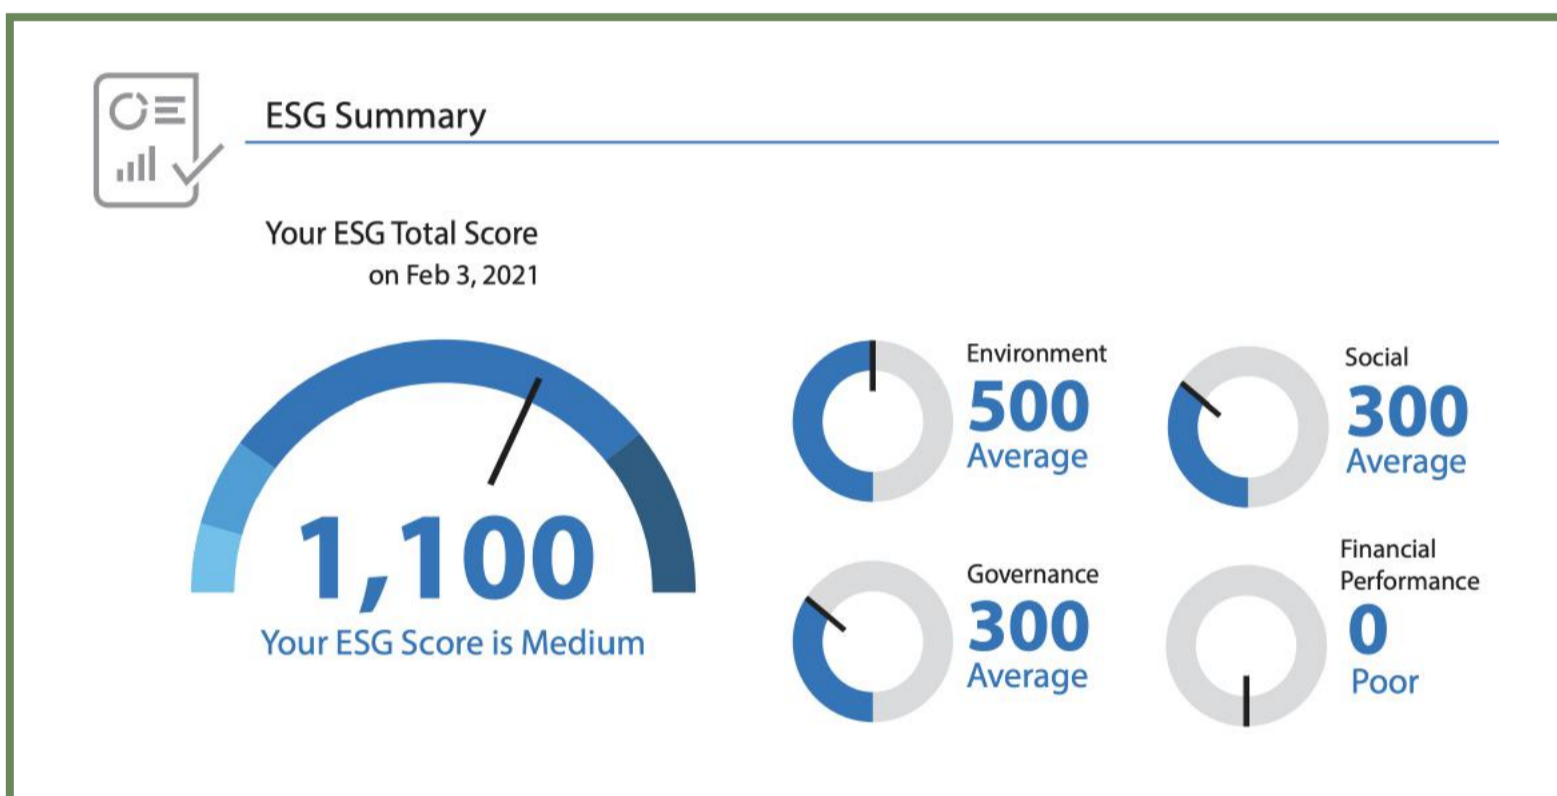 ESG Summary
Your ESG Total Score
on Feb 3, 2021
1,100
Your ESG Score is Medium
Environment
500
Average
Social
300
Average
Governance
300
Average
Financial
Performance
0
Poor